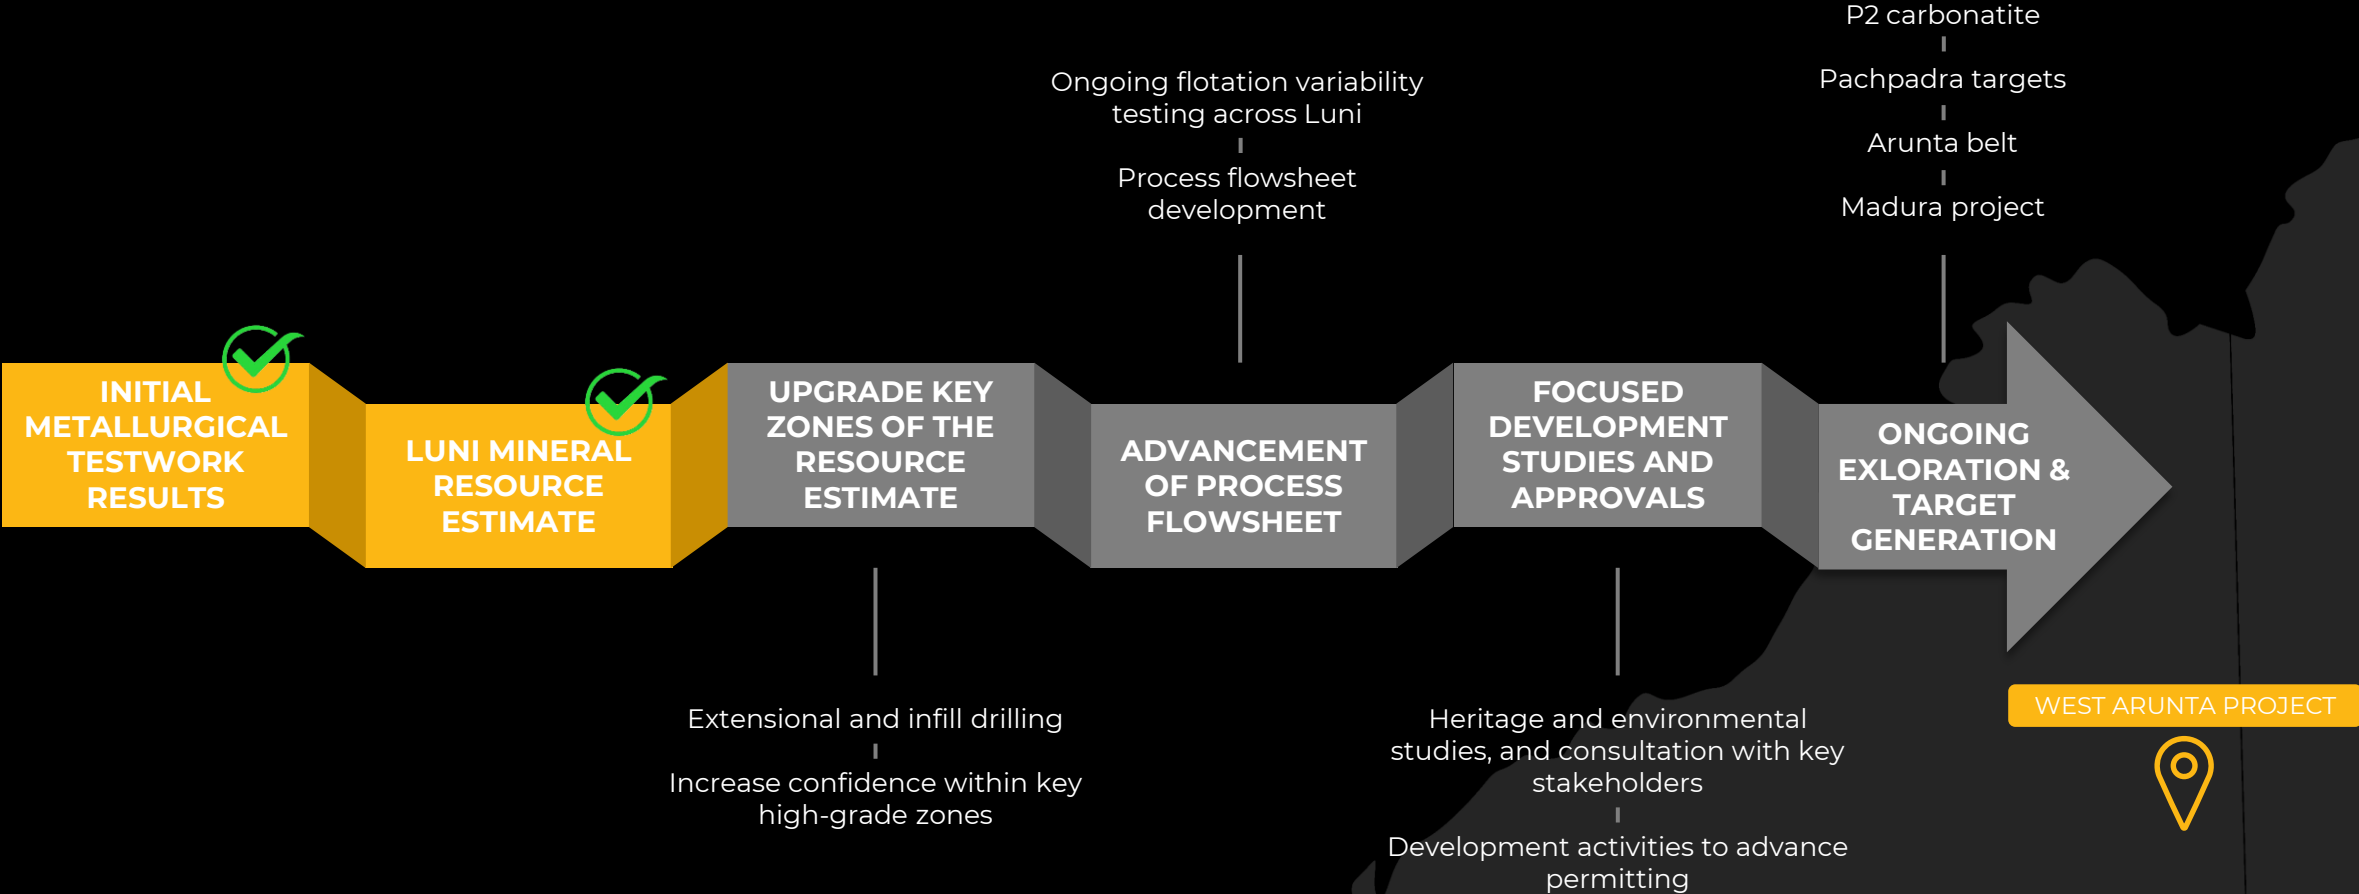 P2 carbonatite
Pachpadra targets
Arunta belt
Madura project
Ongoing flotation variability
testing across Luni
Process flowsheet
development
INITIAL
METALLURGICAL
TESTWORK
RESULTS
LUNI MINERAL
RESOURCE
ESTIMATE
UPGRADE KEY
ZONES OF THE
RESOURCE
ESTIMATE
ADVANCEMENT
OF PROCESS
FLOWSHEET
FOCUSED
DEVELOPMENT
STUDIES AND
APPROVALS
ONGOING
EXLORATION &
TARGET
GENERATION
Extensional and infill drilling
Increase confidence within key
high-grade zones
Heritage and environmental
studies, and consultation with key
stakeholders
Development activities to advance
permitting
WEST ARUNTA PROJECT